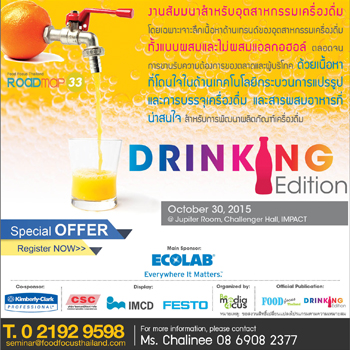 งานสัมมนาสำหรับอุตสาหกรรมเครื่องดื่ม
โดยเฉพาะเจาะลึกเนื้อหาด้านเทรนด์ของอุตสาหกรรมเครื่องดื่ม
ทั้งแบบผสมและไม่ผสมแอลกอฮอล์ ตลอดจน
การขานรับความต้องการของตลาดและผู้บริโภค ด้วยเนื้อหา
ที่โดนใจในด้านเทคโนโลยีกระบวนการแปรรูป
และการบรรจุเครื่องดื่ม และสารผสมอาหารที่
น่าสนใจ สำหรับการพัฒนาผลิตภัณฑ์เครื่องดื่ม
Food Focus Thailand
ROADMAP 33
DRINKING
Edition
October 30, 2015
@ Jupiter Room, Challenger Hall, IMPACT
Special OFFER
Register NOW>>
Main Sponsor:
ECOLAB
Everywhere It Matters.
Co-sponsor:
Display:
Organized by:
Official Publication:
Kimberly-Clark
PROFESSIONAL
CSC
IMCD
FESTO
media focus
FOOD focus Thailand
DRINKING Edition
T. 0 2192 9598
seminar@foodfocusthailand.com
For more information, please contact
Ms. Chalinee 08 6908 2377